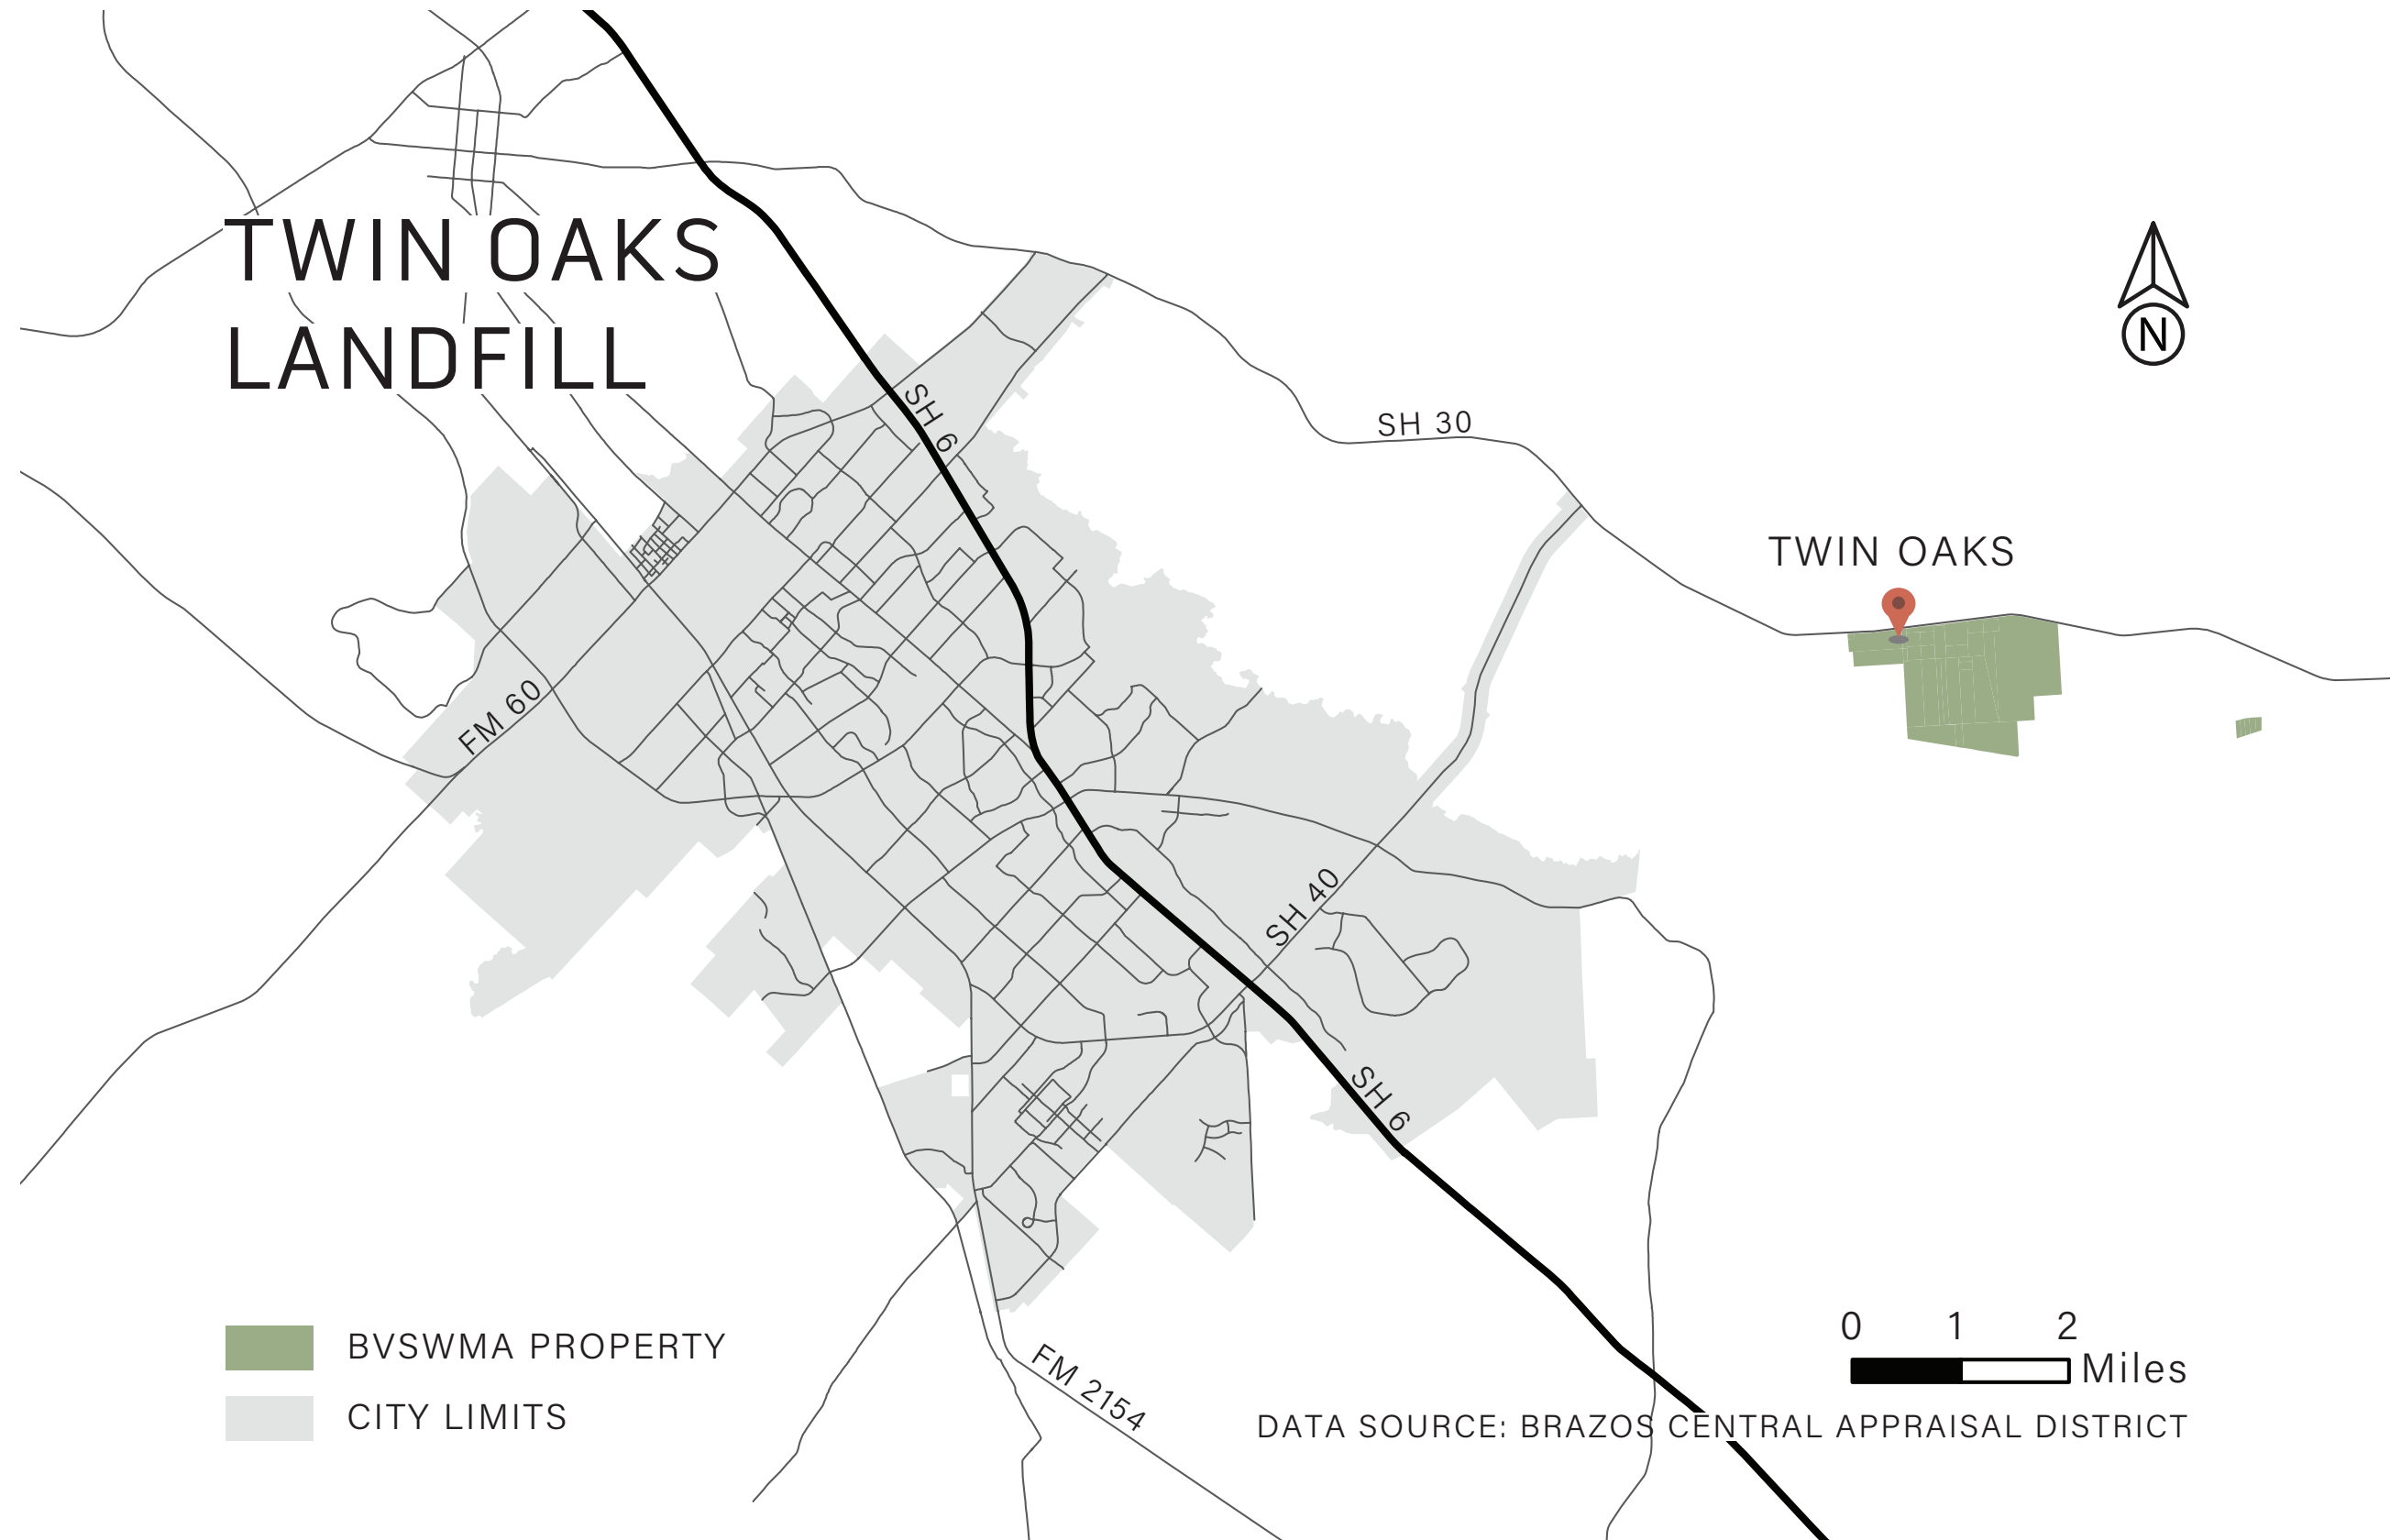 TWIN OAKS
LANDFILL
N
SH 6
SH 30
TWIN OAKS
FM 60
SH 40
SH 6
BVSWMA PROPERTY
CITY LIMITS
FM 2154
0 1 2
Miles
DATA SOURCE: BRAZOS CENTRAL APPRAISAL DISTRICT